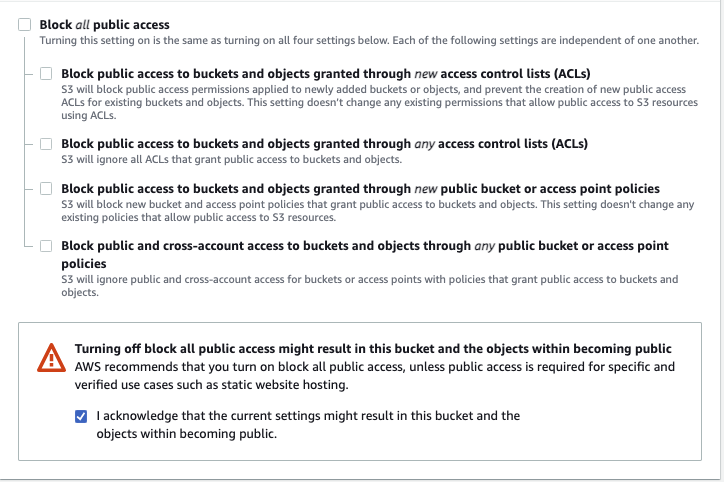 Block all public access
Turning this setting on is the same as turning on all four settings below. Each of the following settings are independent of one another.
Block public access to buckets and objects granted through new access control lists (ACLs)
S3 will block public access permissions applied to newly added buckets or objects, and prevent the creation of new public access
ACLs for existing buckets and objects. This setting doesn't change any existing permissions that allow public access to S3 resources
using ACLs.
Block public access to buckets and objects granted through any access control lists (ACLs)
S3 will ignore all ACLs that grant public access to buckets and objects.
Block public access to buckets and objects granted through new public bucket or access point policies
S3 will block new bucket and access point policies that grant public access to buckets and objects. This setting doesn't change any
existing policies that allow public access to S3 resources.
Block public and cross-account access to buckets and objects through any public bucket or access point
policies
S3 will ignore public and cross-account access for buckets or access points with policies that grant public access to buckets and
objects.
Turning off block all public access might result in this bucket and the objects within becoming public
AWS recommends that you turn on block all public access, unless public access is required for specific and
verified use cases such as static website hosting.
I acknowledge that the current settings might result in this bucket and the
objects within becoming public.